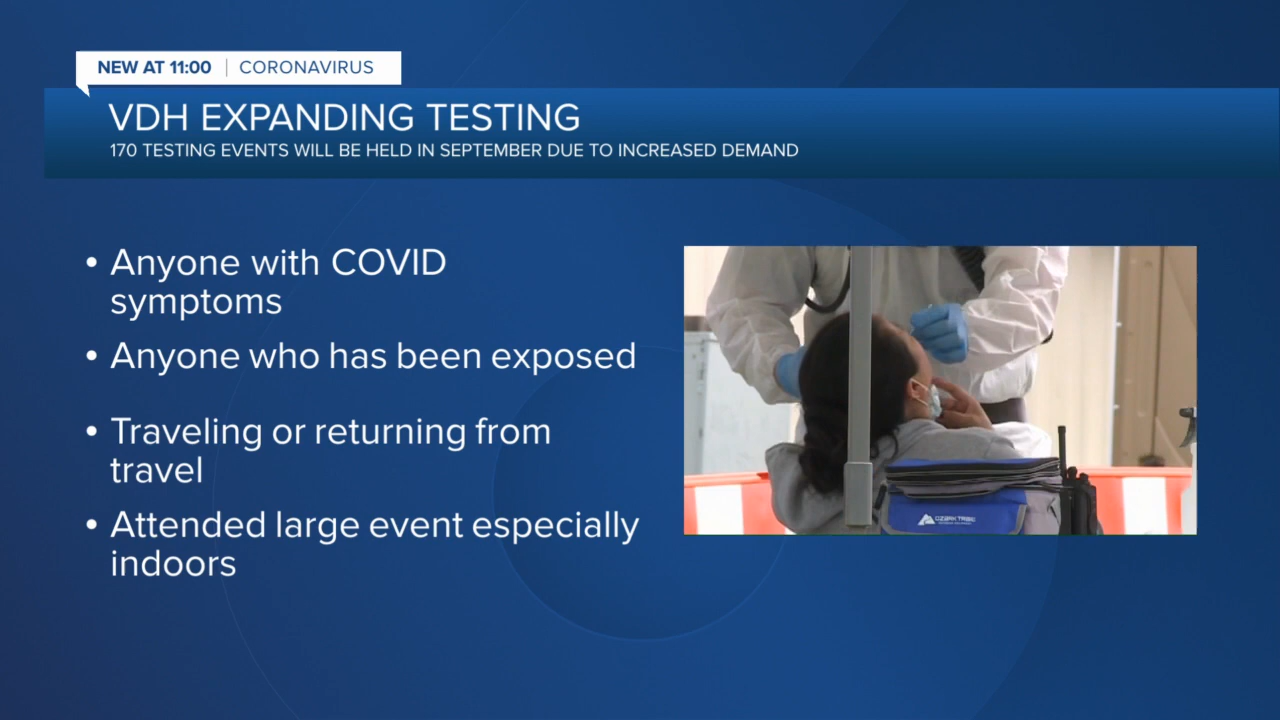 NEW AT 11:00 | CORONAVIRUS
VDH EXPANDING TESTING
170 TESTING EVENTS WILL BE HELD IN SEPTEMBER DUE TO INCREASED DEMAND
• Anyone with COVID
symptoms
• Anyone who has been exposed
• Traveling or returning from
travel
• Attended large event especially
indoors
OZARK TRAIL